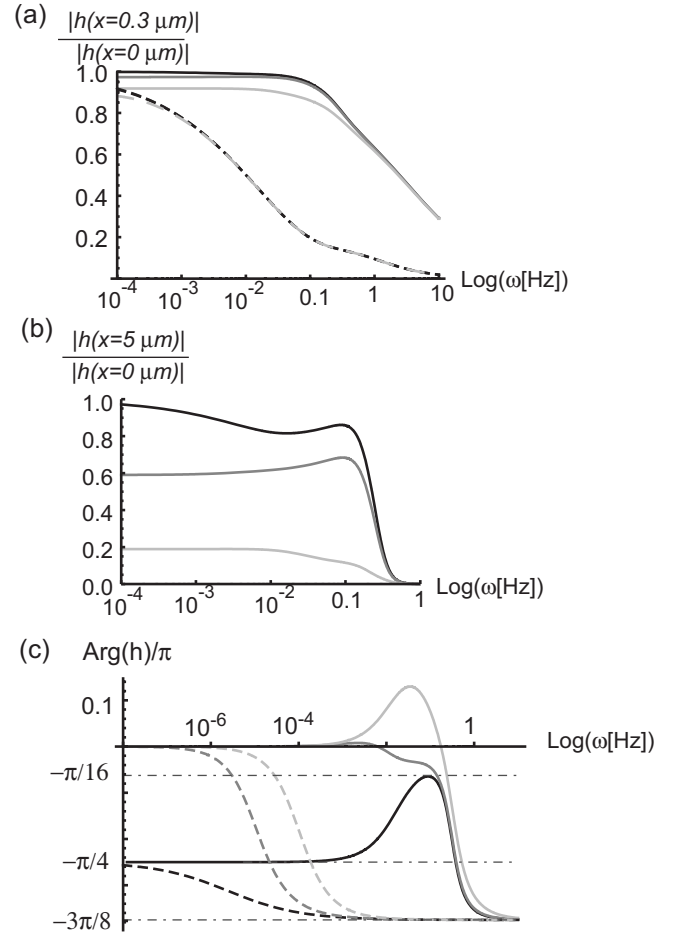 (a)
|h(x=0.3 μm)|
|h(x=0 μm)|
1.0
0.8
0.6
0.4
0.2
10⁻⁴ 10⁻³ 10⁻² 0.1 1 10 Log(ω[Hz])
(b)
|h(x=5 μm)|
|h(x=0 μm)|
1.0
0.8
0.6
0.4
0.2
0.0
10⁻⁴ 10⁻³ 10⁻² 0.1 1 Log(ω[Hz])
(c)
Arg(h)/π
0.1
10⁻⁶ 10⁻⁴ 1 Log(ω[Hz])
−π/16
−π/4
−3π/8